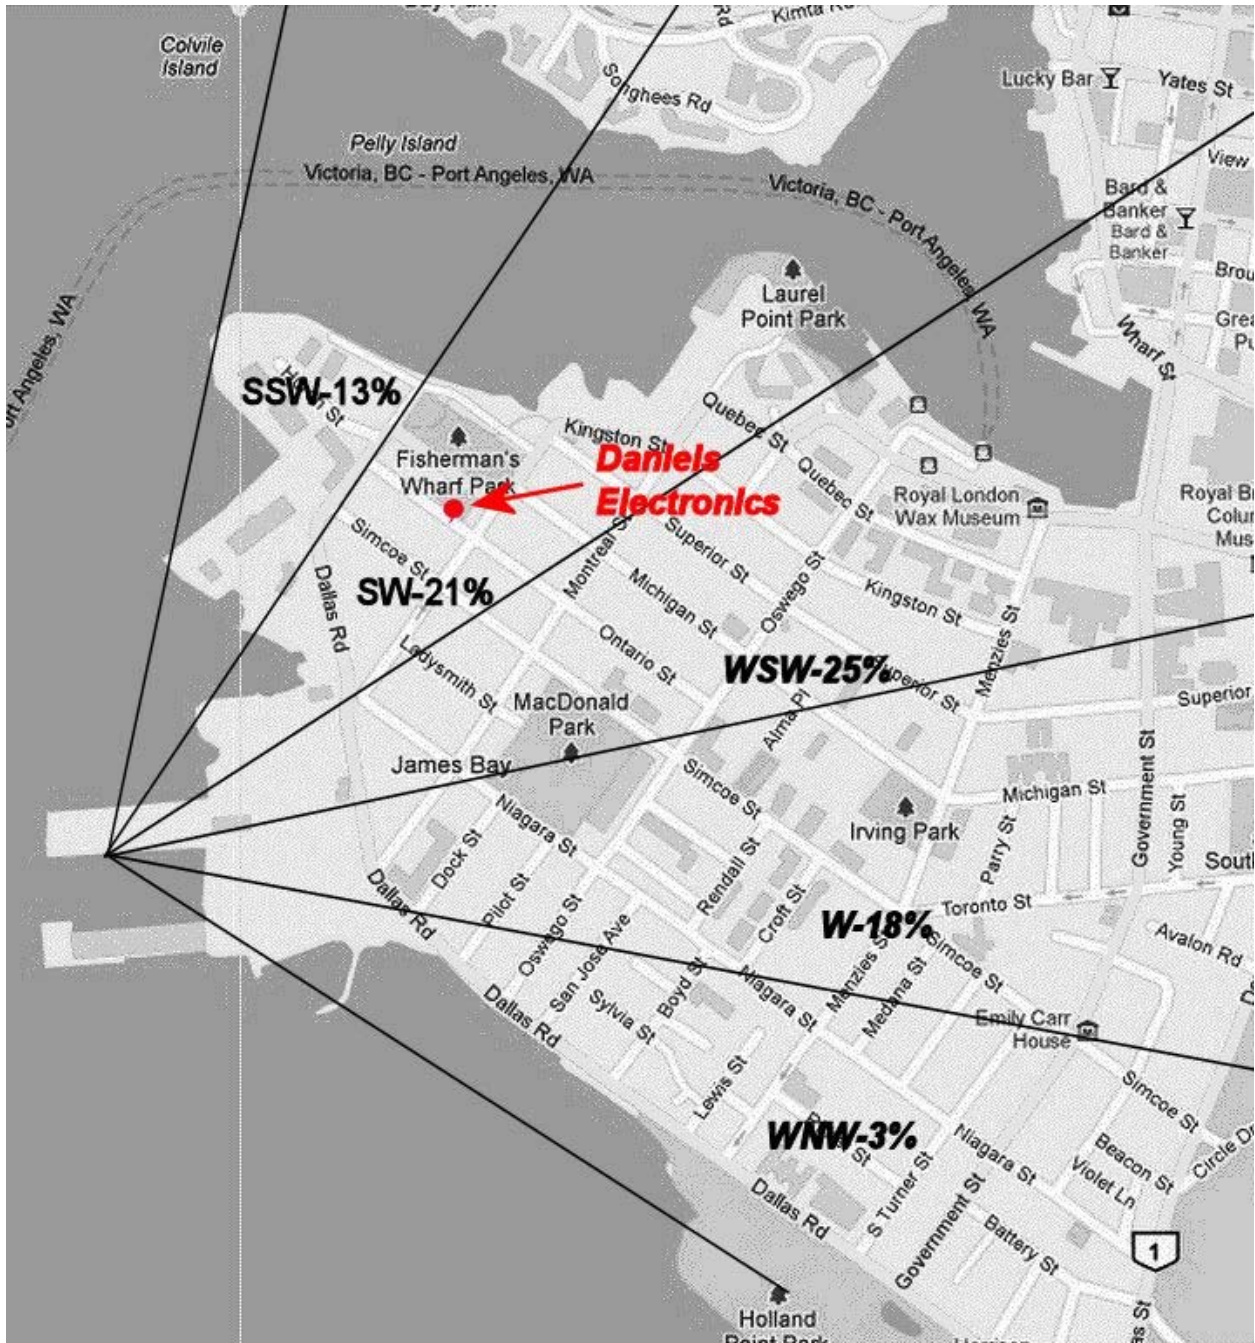 Kimta
Colvile
Island
Songhees Rd
Lucky Bar
Yates St
Pelly Island
Victoria, BC - Port Angeles, WA
Victoria, BC - Port Angeles, WA
View
Bard &
Banker
Bard &
Banker
Port Angeles, WA
Laurel
Point Park
Wharf St
SSW-13%
Quebec St
Kingston St
Fisherman's
Wharf Park
Daniels
Electronics
Quebec St
Royal London
Wax Museum
Simcoe St
Superior St
Montreal St
Oswego St
Kingston St
Dallas Rd
SW-21%
Michigan St
Menzies St
Ontario St
Ladysmith St
WSW-25%
Superior St
Superior
MacDonald
Park
Alma Pl
James Bay
Simcoe St
Government St
Michigan St
Young St
Niagara St
Irving Park
Parry St
South
Dock St
Rendall St
Dallas Rd
Pilot St
Croft St
Toronto St
Oswego St
W-18%
Simcoe St
Avalon Rd
San Jose Ave
Menzies St
Medana St
Niagara St
Boyd St
Sylvia St
Dallas Rd
Emily Carr
House
Lewis St
Simcoe St
WNW-3%
Niagara St
Beacon St
Circle Dr
Violet Ln
Dallas Rd
S Turner St
Government St
Battery St
1
Holland
Point Park